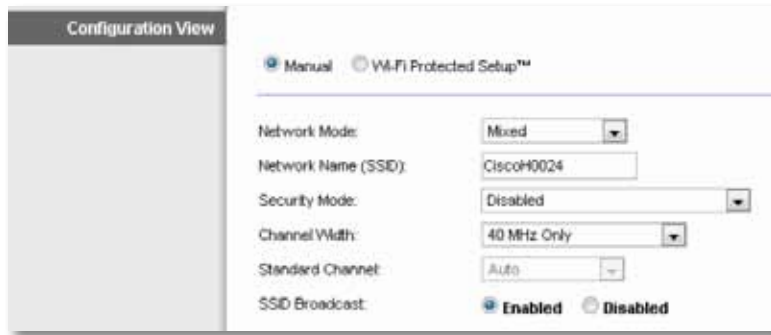 Configuration View
Manual Wi-Fi Protected Setup™
Network Mode: Mixed
Network Name (SSID): CiscoH0024
Security Mode: Disabled
Channel Width: 40 MHz Only
Standard Channel: Auto
SSID Broadcast: Enabled Disabled